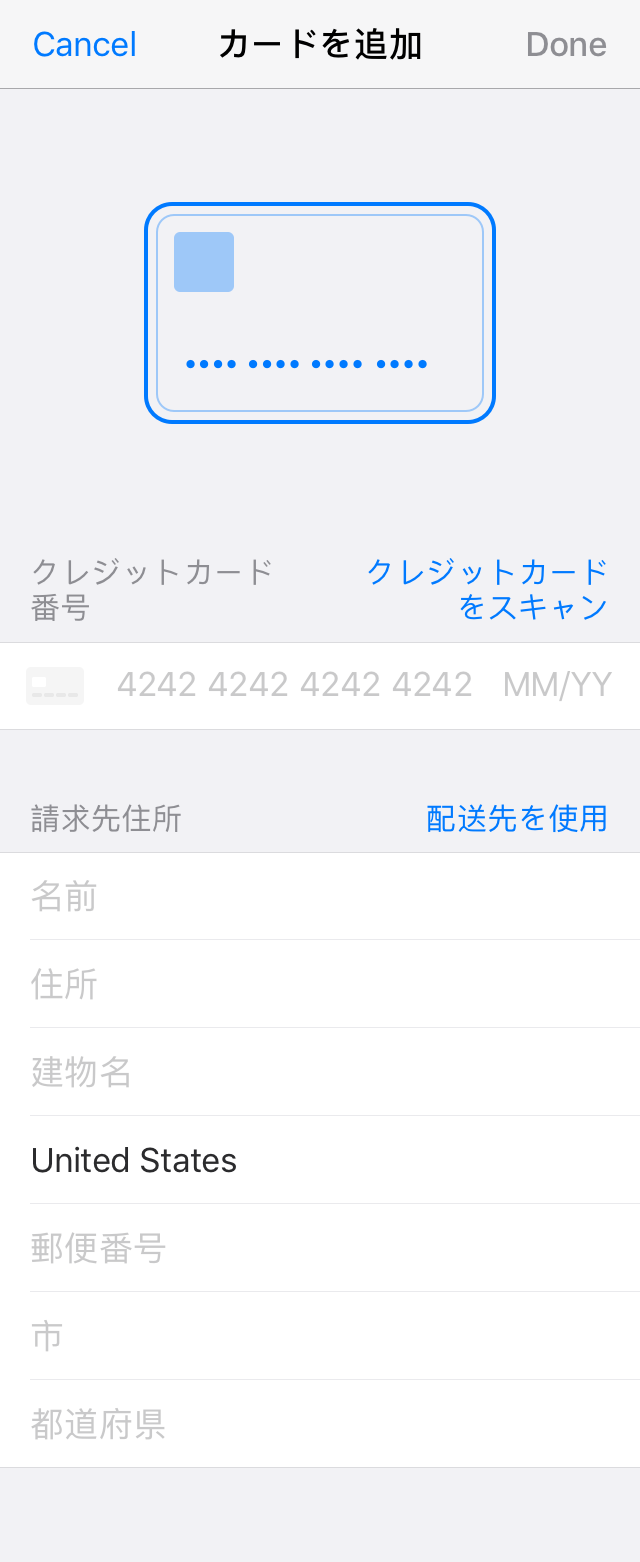 Cancel カードを追加 Done
クレジットカード
番号
クレジットカード
をスキャン
4242 4242 4242 4242 MM/YY
請求先住所 配送先を使用
名前
住所
建物名
United States
郵便番号
市
都道府県